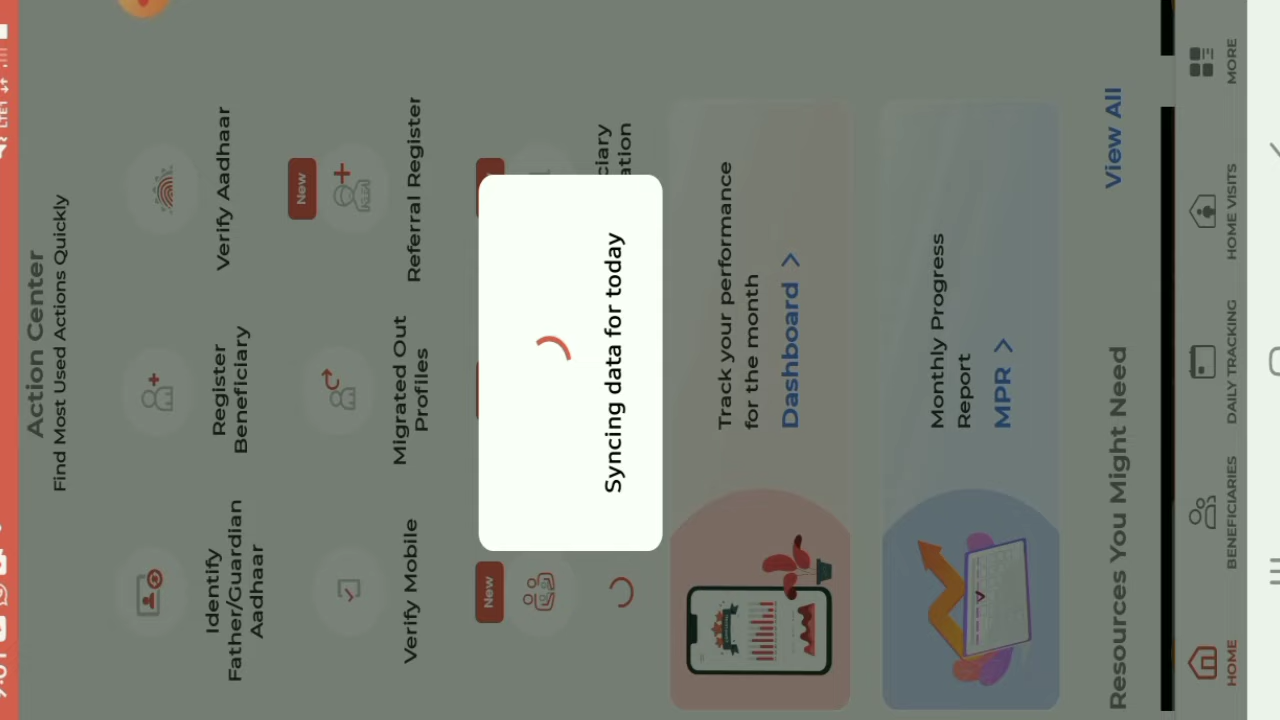 Action Center
Find Most Used Actions Quickly
Identify
Father/Guardian
Aadhaar
Register
Beneficiary
Verify Aadhaar
Verify Mobile
Migrated Out
Profiles
New
Referral Register
New
ciary
ation
Syncing data for today
Track your performance
for the month
Dashboard >
Monthly Progress
Report
MPR >
Resources You Might Need
View All
HOME
BENEFICIARIES
DAILY TRACKING
HOME VISITS
MORE